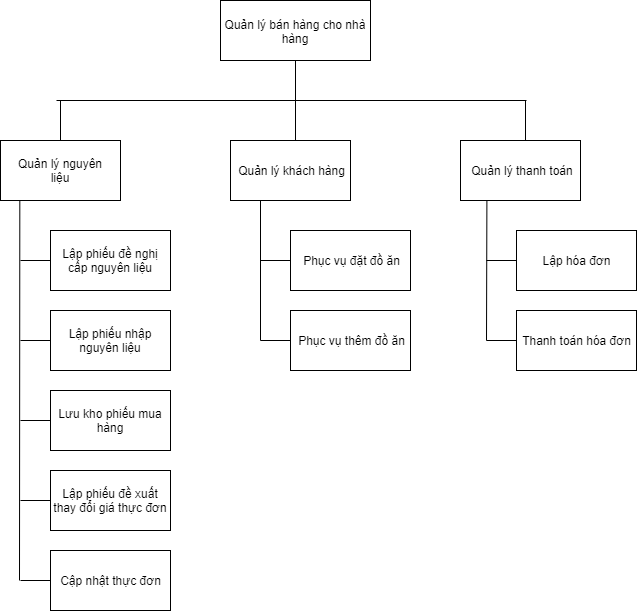 Quản lý bán hàng cho nhà
hàng
Quản lý nguyên
liệu
Quản lý khách hàng
Quản lý thanh toán
Lập phiếu đề nghị
cấp nguyên liệu
Phục vụ đặt đồ ăn
Lập hóa đơn
Lập phiếu nhập
nguyên liệu
Phục vụ thêm đồ ăn
Thanh toán hóa đơn
Lưu kho phiếu mua
hàng
Lập phiếu đề xuất
thay đổi giá thực đơn
Cập nhật thực đơn